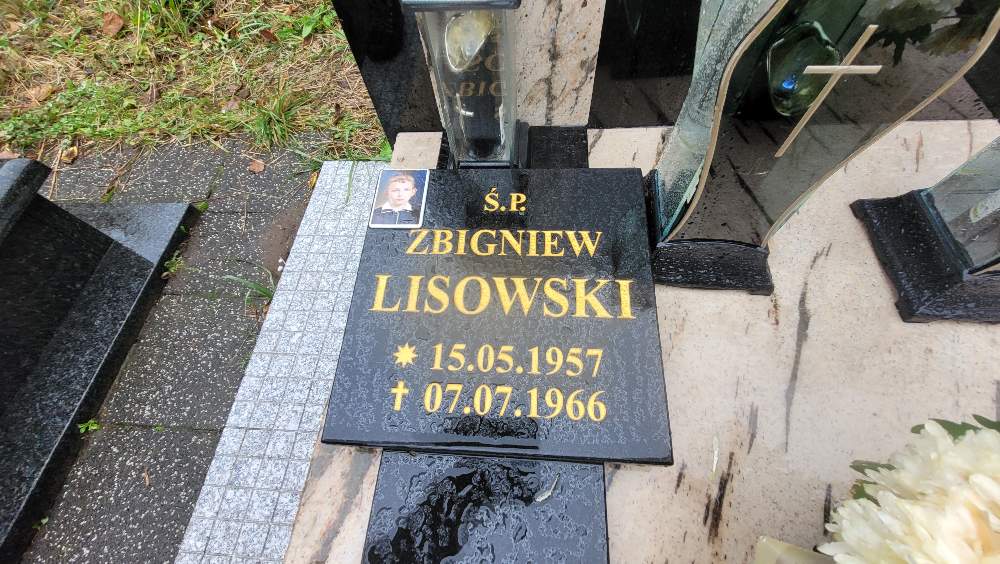 Ś.P.
ZBIGNIEW
LISOWSKI
15.05.1957
07.07.1966